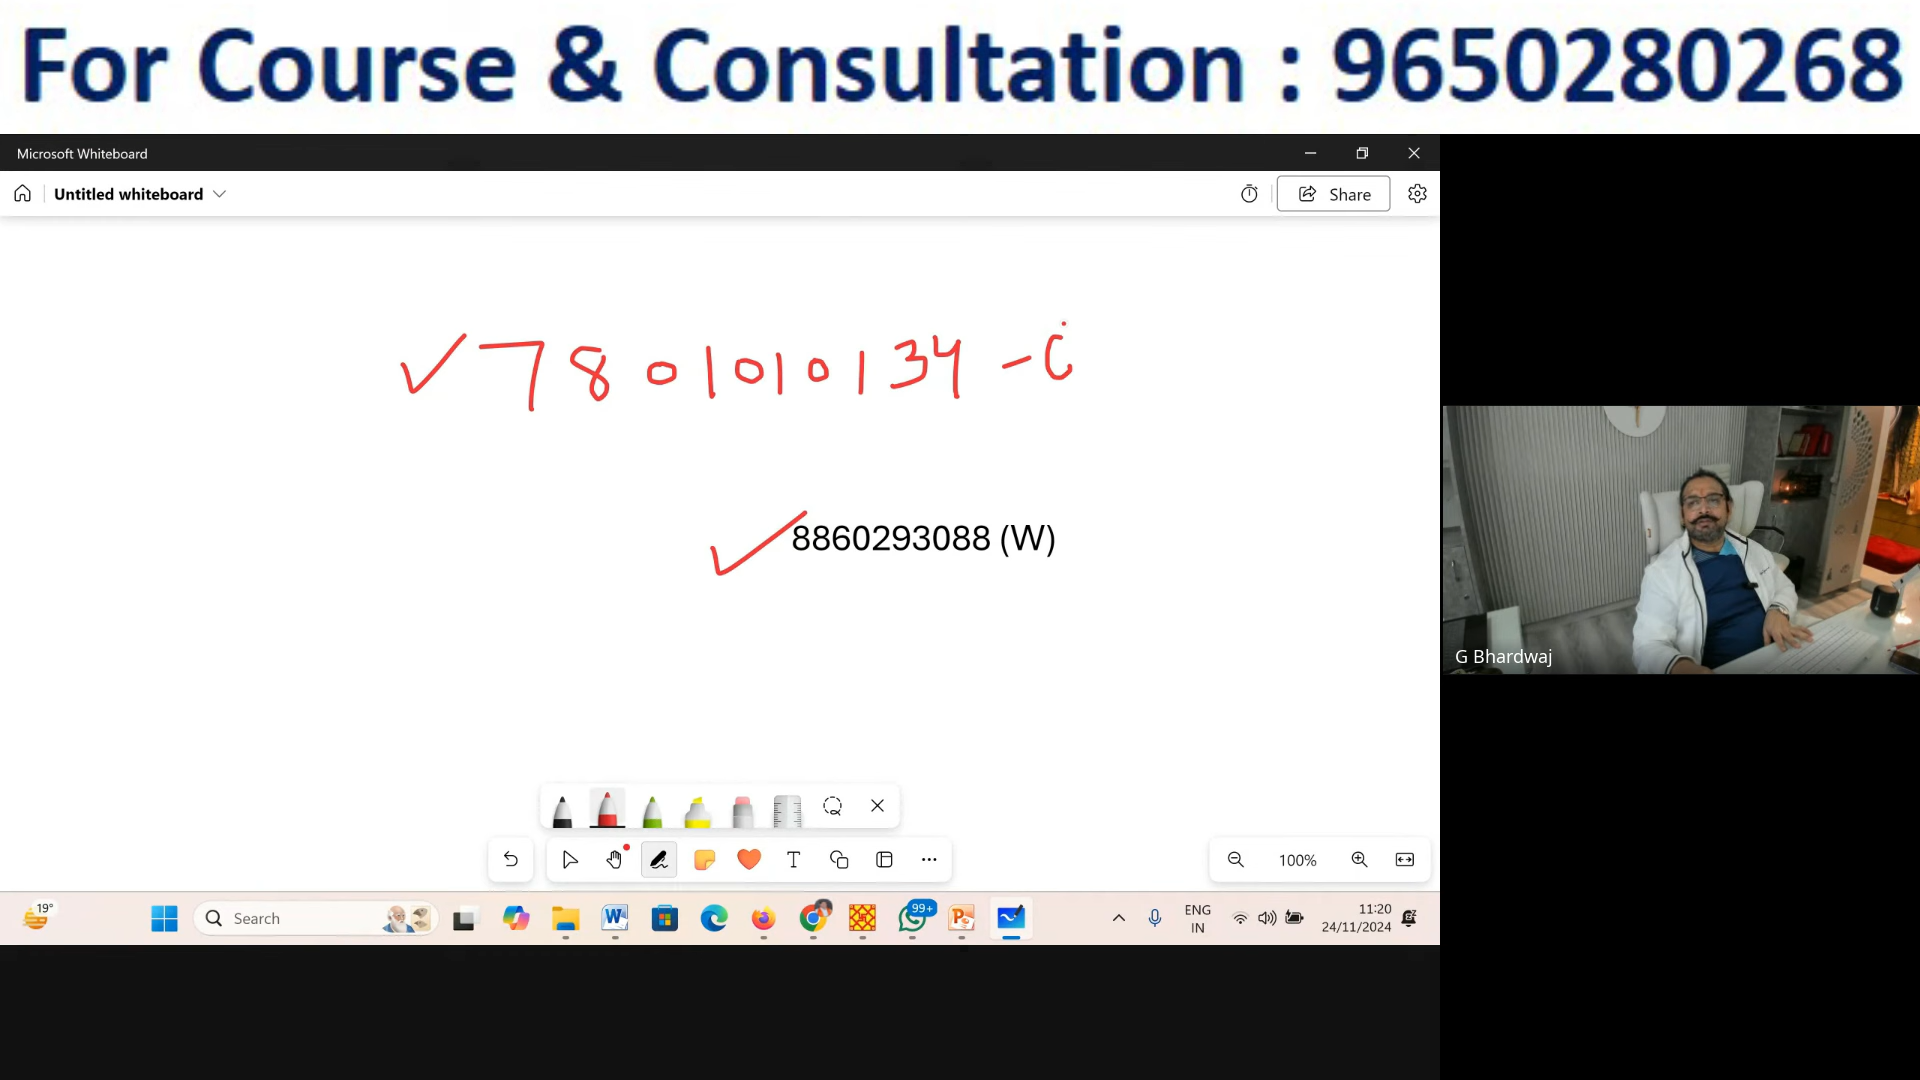 For Course & Consultation : 9650280268
Microsoft Whiteboard
Untitled whiteboard
Share
7801010134 - C
8860293088 (W)
G Bhardwaj
T
100%
19°
Search
99+
ENG
IN
11:20
24/11/2024